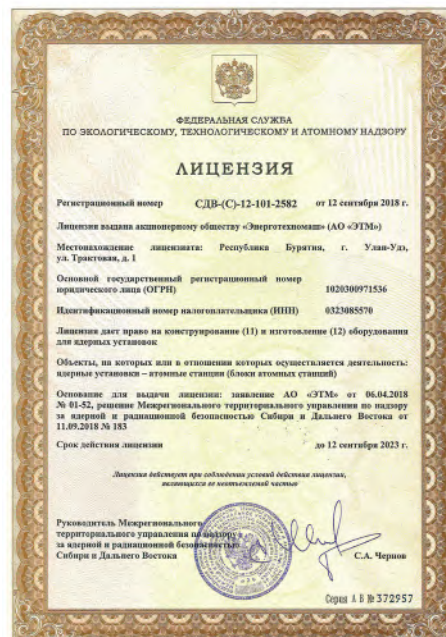 ФЕДЕРАЛЬНАЯ СЛУЖБА
ПО ЭКОЛОГИЧЕСКОМУ, ТЕХНОЛОГИЧЕСКОМУ И АТОМНОМУ НАДЗОРУ
ЛИЦЕНЗИЯ
Регистрационный номер СДВ-(С)-12-101-2582 от 12 сентября 2018 г.
Лицензия выдана акционерному обществу «Энерготехномаш» (АО «ЭТМ»)
Местонахождение лицензиата: Республика Бурятия, г. Улан-Удэ,
ул. Трактовая, д. 1
Основной государственный регистрационный номер
юридического лица (ОГРН) 1020300971536
Идентификационный номер налогоплательщика (ИНН) 0323085570
Лицензия дает право на конструирование (11) и изготовление (12) оборудования
для ядерных установок
Объекты, на которых или в отношении которых осуществляется деятельность:
ядерные установки – атомные станции (блоки атомных станций)
Основание для выдачи лицензии: заявление АО «ЭТМ» от 06.04.2018
№ 01-52, решение Межрегионального территориального управления по надзору
за ядерной и радиационной безопасностью Сибири и Дальнего Востока от
11.09.2018 № 183
Срок действия лицензии до 12 сентября 2023 г.
Лицензия действует при соблюдении условий действия лицензии,
являющихся ее неотъемлемой частью
Руководитель Межрегионального
территориального управления по надзору
за ядерной и радиационной безопасностью
Сибири и Дальнего Востока С.А. Чернов
Серия А В № 372957